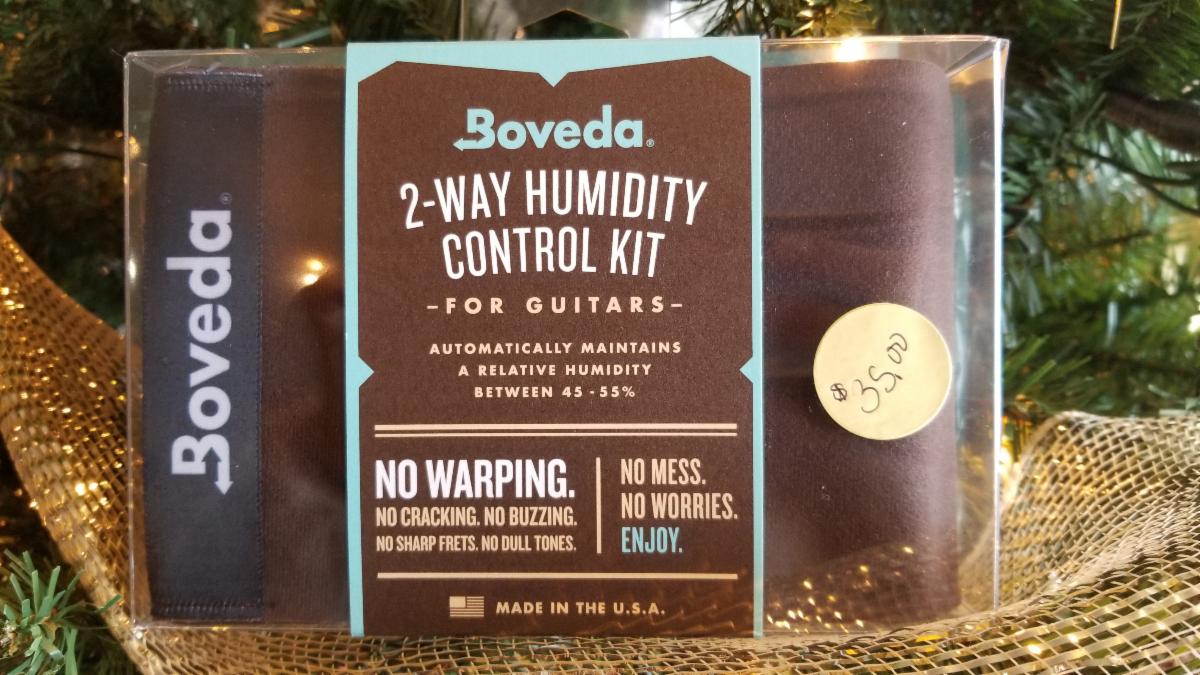 Boveda®
Boveda®
2-WAY HUMIDITY
CONTROL KIT
-FOR GUITARS-
AUTOMATICALLY MAINTAINS
A RELATIVE HUMIDITY
BETWEEN 45-55%
NO WARPING.
NO CRACKING. NO BUZZING.
NO SHARP FRETS. NO DULL TONES.
NO MESS.
NO WORRIES.
ENJOY.
MADE IN THE U.S.A.
$35.00